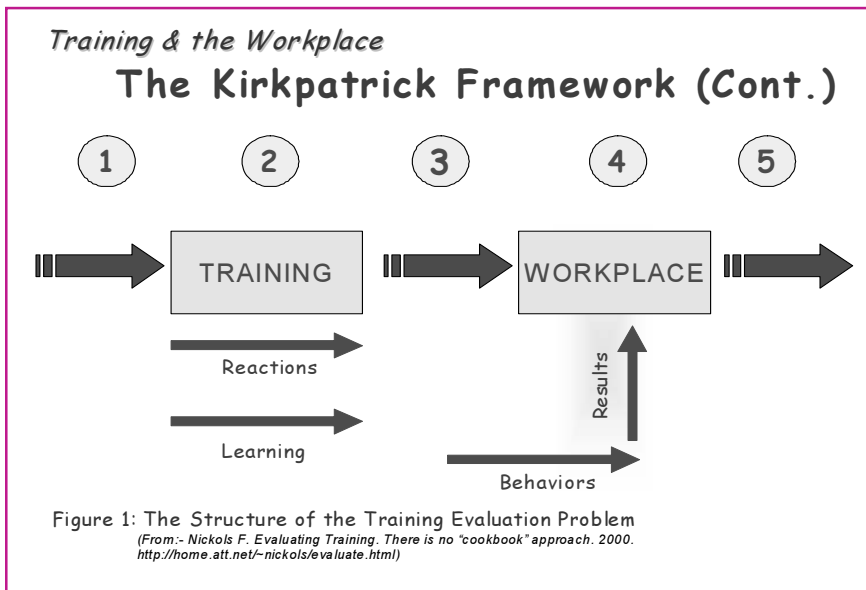 Training & the Workplace
The Kirkpatrick Framework (Cont.)
1 2 3 4 5
TRAINING WORKPLACE
Reactions
Results
Learning
Behaviors
Figure 1: The Structure of the Training Evaluation Problem
(From:- Nickols F. Evaluating Training. There is no "cookbook" approach. 2000.
http://home.att.net/~nickols/evaluate.html)